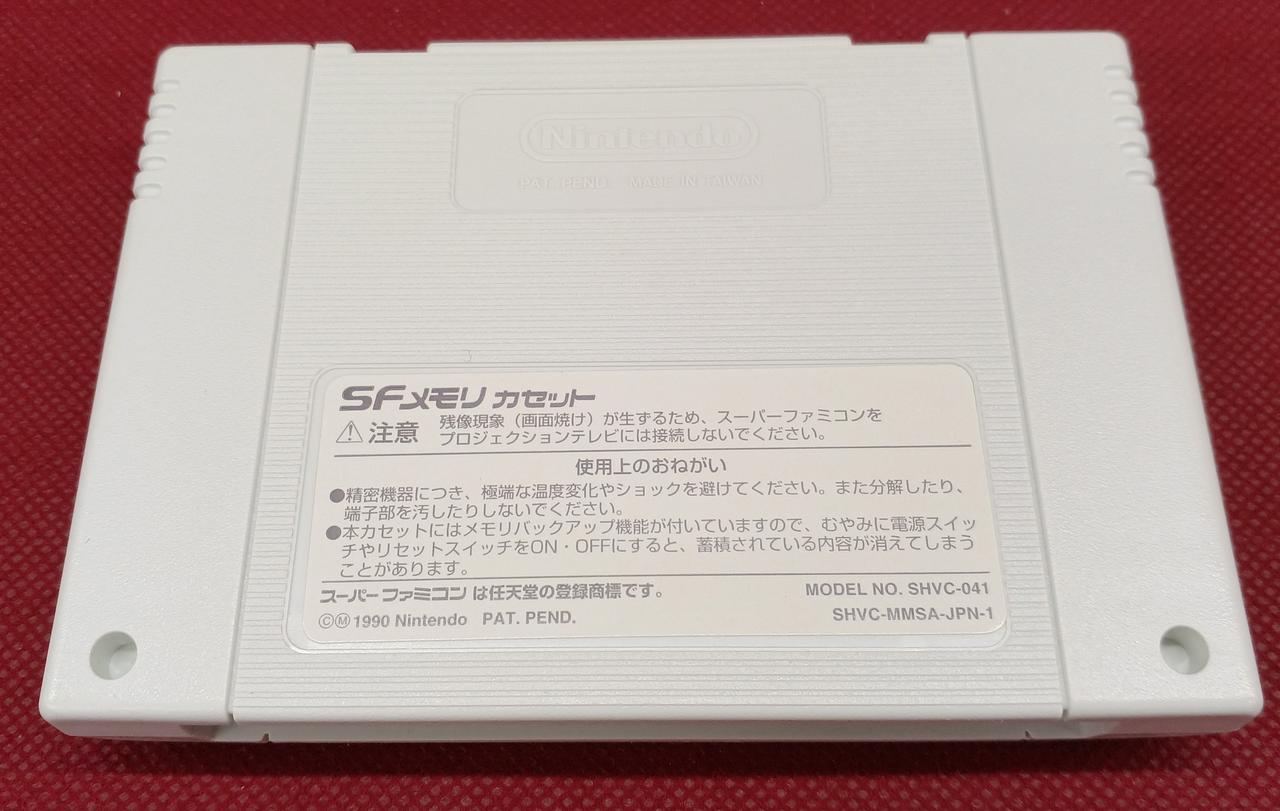 Nintendo
PAT. PEND. MADE IN TAIWAN
SFメモリ カセット
⚠注意 残像現象（画面焼け）が生ずるため、スーパーファミコンを
プロジェクションテレビには接続しないでください。
使用上のおねがい
●精密機器につき、極端な温度変化やショックを避けてください。また分解したり、
端子部を汚したりしないでください。
●本カセットにはメモリバックアップ機能が付いていますので、むやみに電源スイッ
チやリセットスイッチをON・OFFにすると、蓄積されている内容が消えてしまう
ことがあります。
スーパーファミコンは任天堂の登録商標です。
MODEL NO. SHVC-041
ⒸⓂ1990 Nintendo PAT. PEND.
SHVC-MMSA-JPN-1